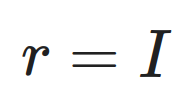 r = I